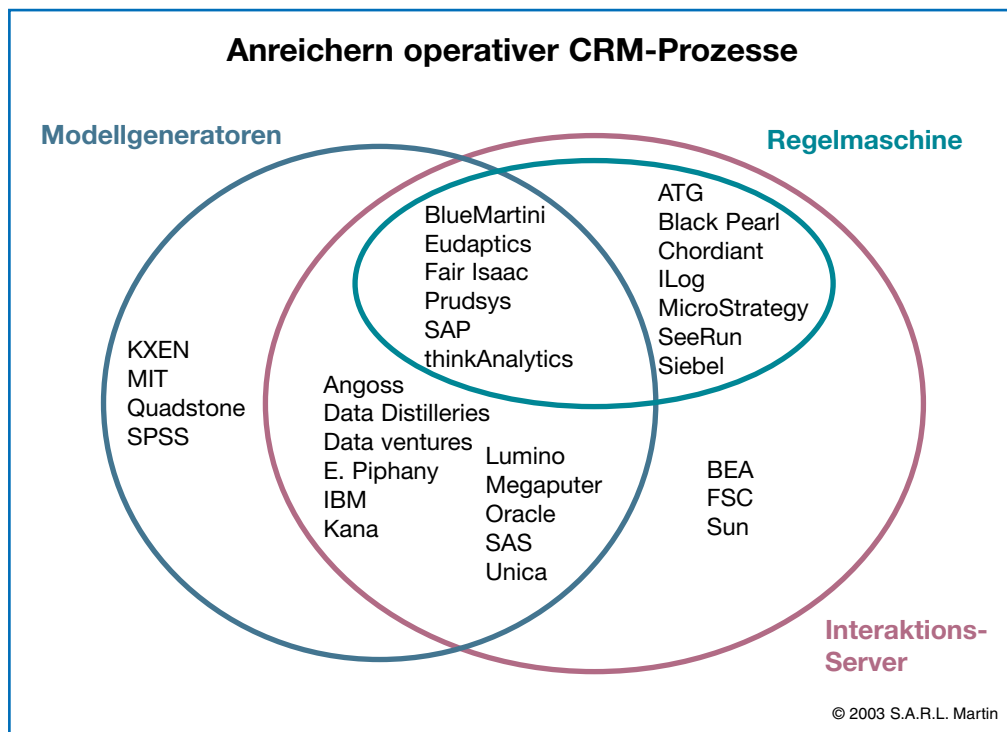 Anreichern operativer CRM-Prozesse
Modellgeneratoren
Regelmaschine
BlueMartini
Eudaptics
Fair Isaac
Prudsys
SAP
thinkAnalytics
ATG
Black Pearl
Chordiant
ILog
MicroStrategy
SeeRun
Siebel
KXEN
MIT
Quadstone
SPSS
Angoss
Data Distilleries
Data ventures
E. Piphany
IBM
Kana
Lumino
Megaputer
Oracle
SAS
Unica
BEA
FSC
Sun
Interaktions-
Server
© 2003 S.A.R.L. Martin